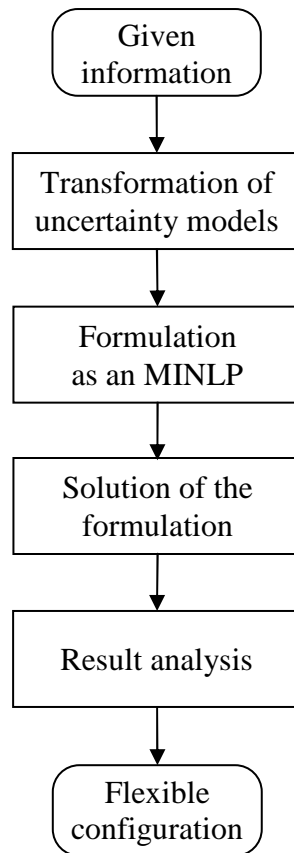 Given
information
Transformation of
uncertainty models
Formulation
as an MINLP
Solution of the
formulation
Result analysis
Flexible
configuration